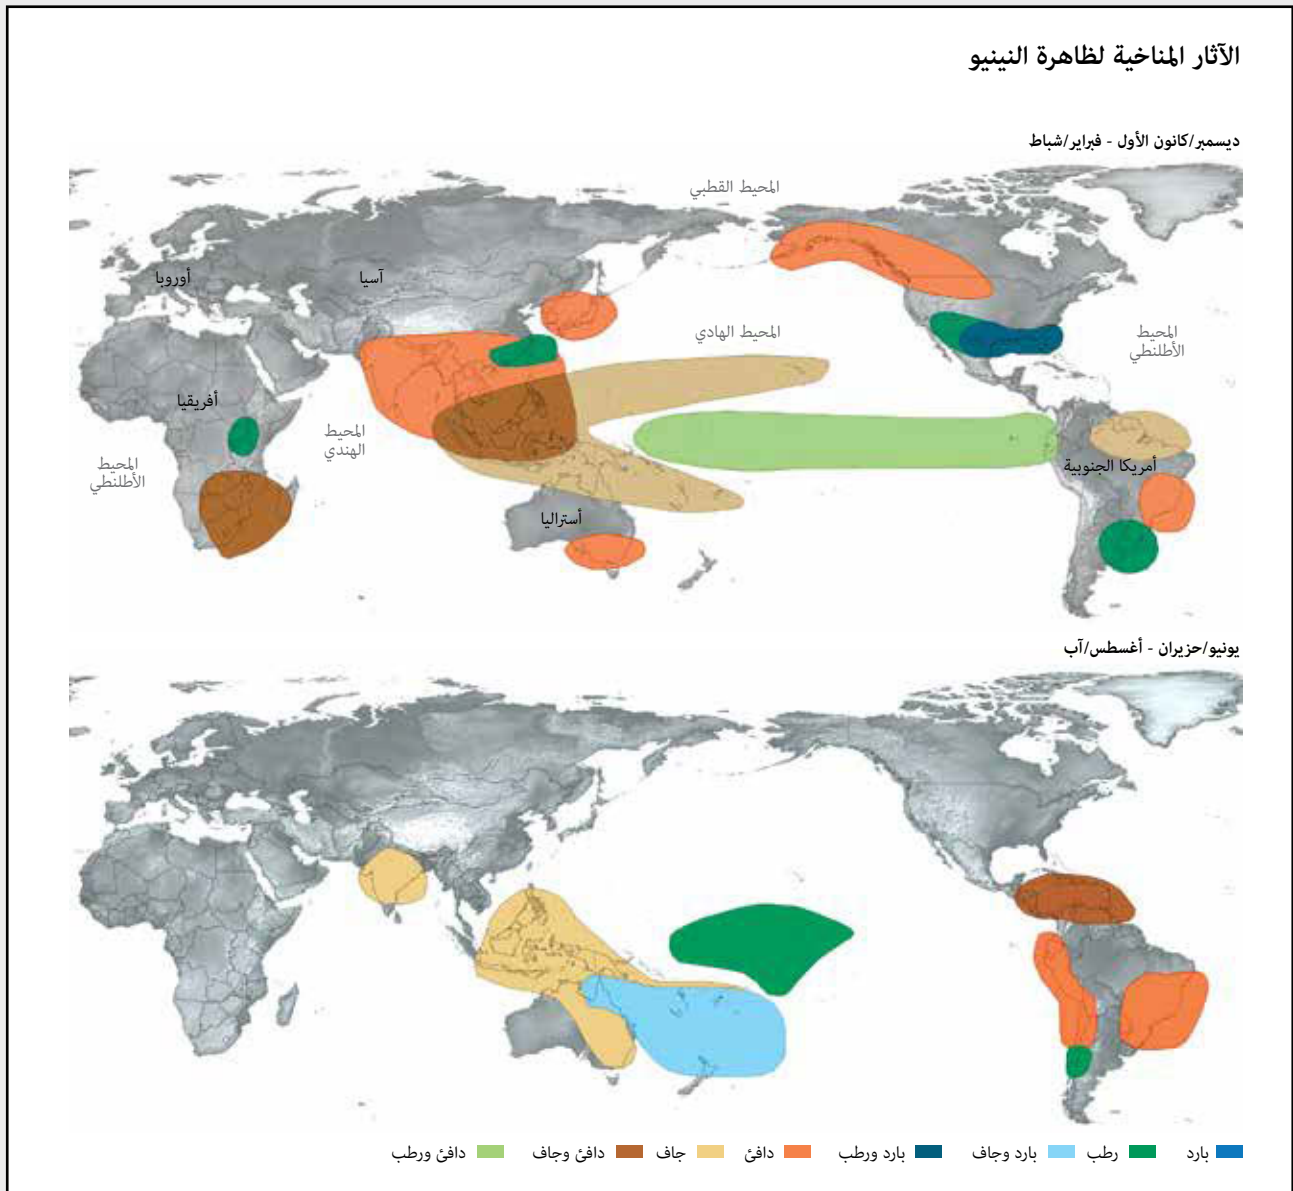 الآثار المناخية لظاهرة النينيو
ديسمبر/كانون الأول - فبراير/شباط
المحيط القطبي
أوروبا
آسيا
المحيط الهادي
المحيط
الأطلنطي
أفريقيا
المحيط
الهندي
المحيط
الأطلنطي
أمريكا الجنوبية
أستراليا
يونيو/حزيران - أغسطس/آب
بارد
رطب
بارد وجاف
بارد ورطب
دافئ
جاف
دافئ وجاف
دافئ ورطب